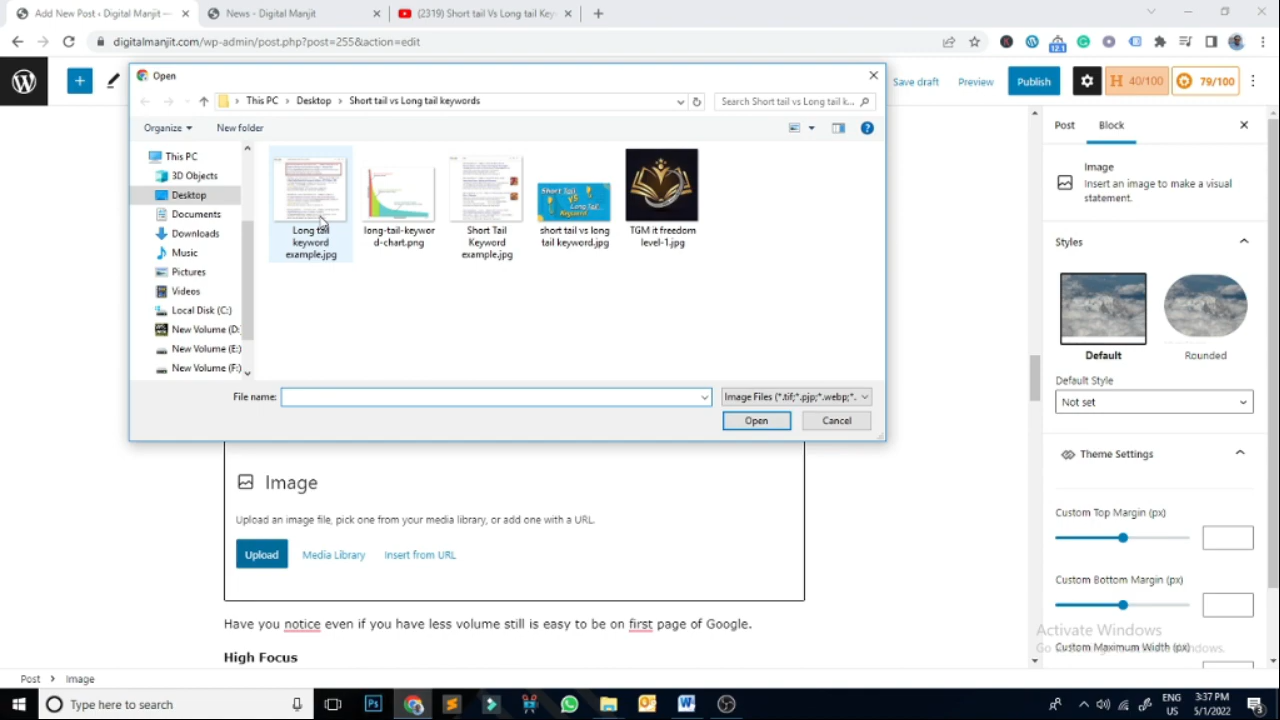 Add New Post ‹ Digital Manjit —
News - Digital Manjit
(2319) Short tail Vs Long tail Key
digitalmanjit.com/wp-admin/post.php?post=255&action=edit
12.1
Open
Save draft
Preview
Publish
H 40/100
79/100
This PC > Desktop > Short tail vs Long tail keywords
Search Short tail vs Long tail k...
Organize
New folder
This PC
3D Objects
Desktop
Documents
Downloads
Music
Pictures
Videos
Local Disk (C:)
New Volume (D:
New Volume (E:)
New Volume (F:)
Short Tail
VS
Long Tail
Keyword
Long tail
keyword
example.jpg
long-tail-keywor
d-chart.png
Short Tail
Keyword
example.jpg
short tail vs long
tail keyword.jpg
TGM it freedom
level-1.jpg
File name:
Image Files (*.tif;*.pjp;*.webp;*.
Open
Cancel
Post
Block
Image
Insert an image to make a visual
statement.
Styles
Default
Rounded
Default Style
Not set
Theme Settings
Custom Top Margin (px)
Custom Bottom Margin (px)
Custom Maximum Width (px)
Activate Windows
Image
Upload an image file, pick one from your media library, or add one with a URL.
Upload
Media Library
Insert from URL
Have you notice even if you have less volume still is easy to be on first page of Google.
High Focus
Post > Image
Type here to search
ENG
US
3:37 PM
5/1/2022
3